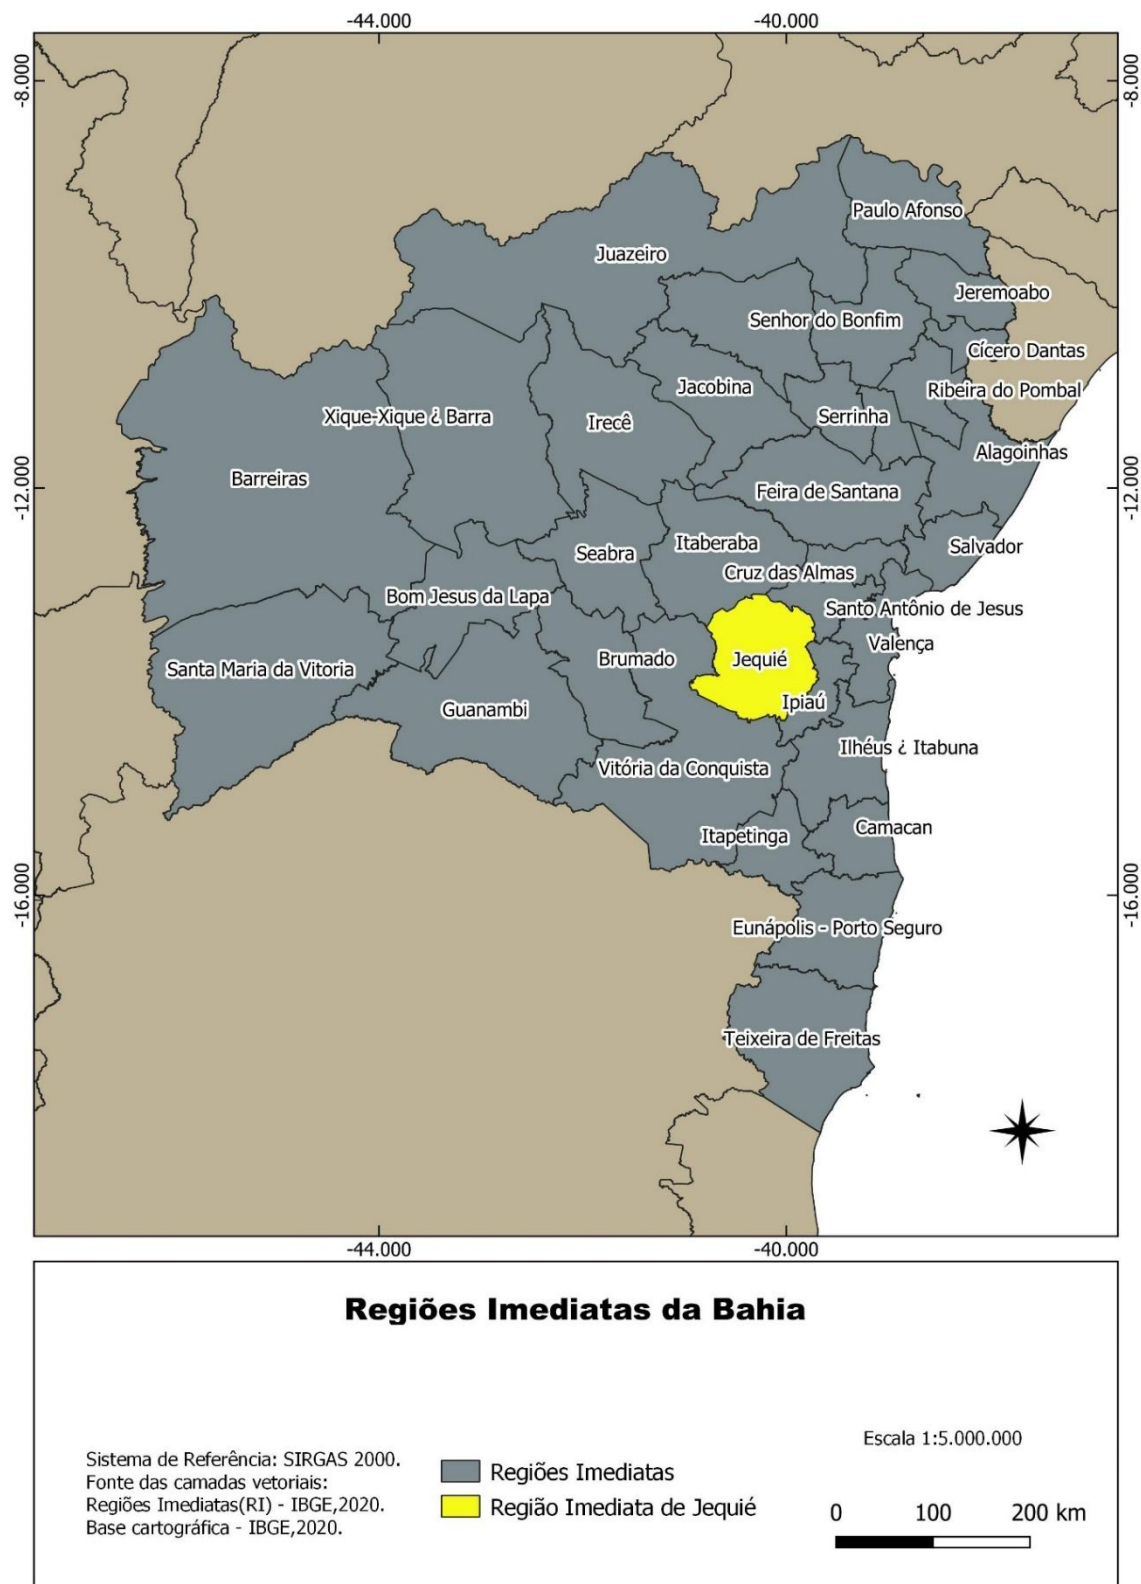 -44.000
-40.000
-8.000
-8.000
Paulo Afonso
Juazeiro
Jeremoabo
Senhor do Bonfim
Cícero Dantas
Jacobina
Ribeira do Pombal
Xique-Xique ¿ Barra
Irecê
Serrinha
Alagoinhas
Barreiras
Feira de Santana
-12.000
-12.000
Seabra
Itaberaba
Salvador
Cruz das Almas
Bom Jesus da Lapa
Santo Antônio de Jesus
Valença
Santa Maria da Vitoria
Brumado
Jequié
Guanambi
Ipiaú
Ilhéus ¿ Itabuna
Vitória da Conquista
Itapetinga
Camacan
-16.000
-16.000
Eunápolis - Porto Seguro
Teixeira de Freitas
-44.000
-40.000
Regiões Imediatas da Bahia
Sistema de Referência: SIRGAS 2000.
Fonte das camadas vetoriais:
Regiões Imediatas(RI) - IBGE,2020.
Base cartográfica - IBGE,2020.
Regiões Imediatas
Região Imediata de Jequié
Escala 1:5.000.000
0 100 200 km